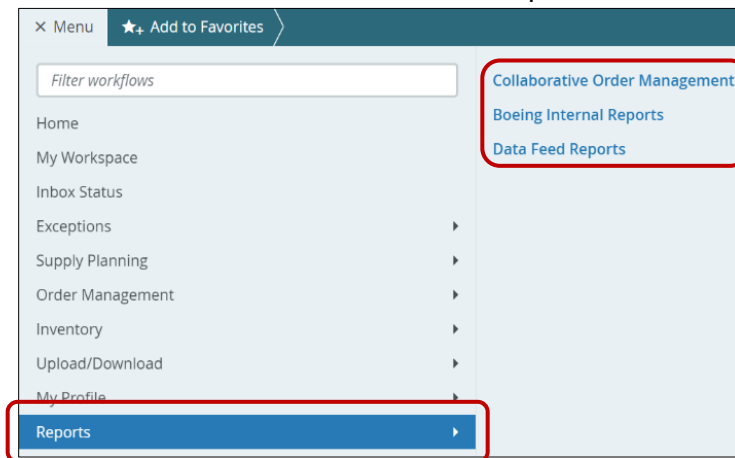 × Menu ★+ Add to Favorites
Filter workflows
Home
My Workspace
Inbox Status
Exceptions
Supply Planning
Order Management
Inventory
Upload/Download
My Profile
Reports
Collaborative Order Management
Boeing Internal Reports
Data Feed Reports